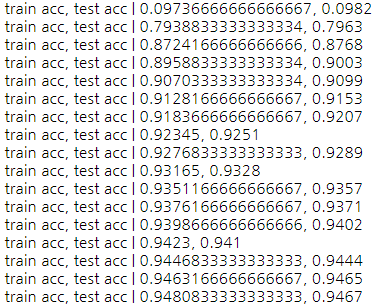 train acc, test acc | 0.09736666666666667, 0.0982
train acc, test acc | 0.7938833333333334, 0.7963
train acc, test acc | 0.8724166666666666, 0.8768
train acc, test acc | 0.8958833333333334, 0.9003
train acc, test acc | 0.9070333333333334, 0.9099
train acc, test acc | 0.9128166666666667, 0.9153
train acc, test acc | 0.9183666666666667, 0.9207
train acc, test acc | 0.92345, 0.9251
train acc, test acc | 0.9276833333333333, 0.9289
train acc, test acc | 0.93165, 0.9328
train acc, test acc | 0.9351166666666667, 0.9357
train acc, test acc | 0.9376166666666667, 0.9371
train acc, test acc | 0.9398666666666666, 0.9402
train acc, test acc | 0.9423, 0.941
train acc, test acc | 0.9446833333333333, 0.9444
train acc, test acc | 0.9463166666666667, 0.9465
train acc, test acc | 0.9480833333333333, 0.9467